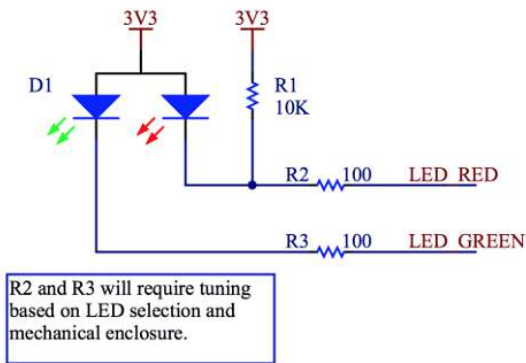 3V3
3V3
D1
R1
10K
R2 100 LED_RED
R3 100 LED_GREEN
R2 and R3 will require tuning
based on LED selection and
mechanical enclosure.